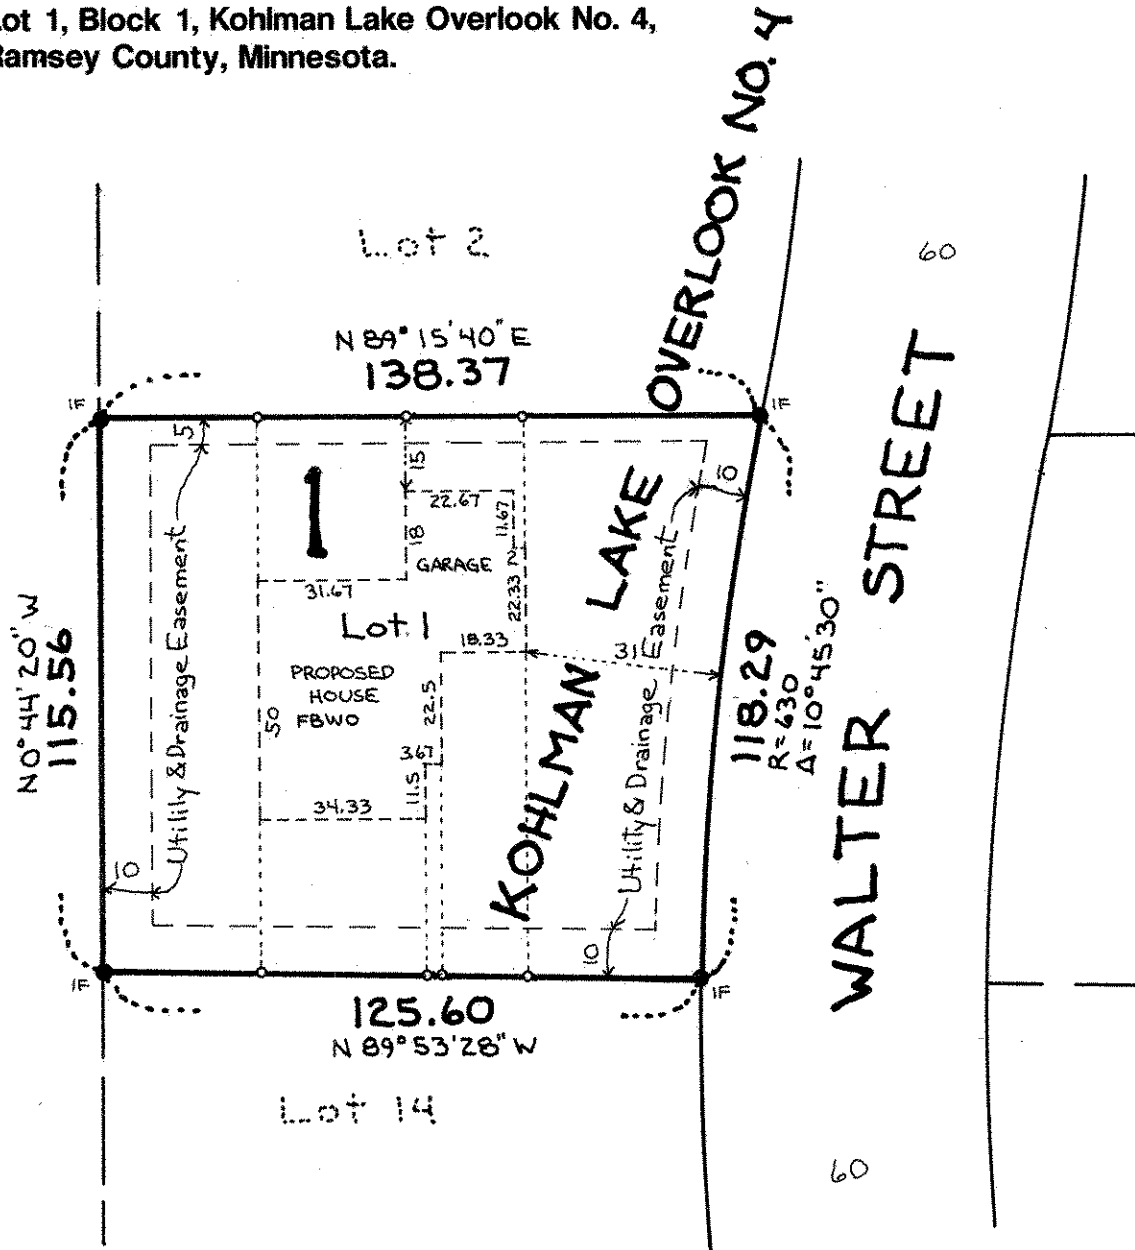 ot 1, Block 1, Kohlman Lake Overlook No. 4,
amsey County, Minnesota.
Lot 2
60
N 89° 15' 40" E
138.37
IF
IF
5
15
22.67
11.67
18
GARAGE
2
22.33
31.67
1
Lot 1
18.33
31
10
PROPOSED
HOUSE
FBWO
50
22.5
3.67
11.5
34.33
Utility & Drainage Easement
Utility & Drainage Easement
10
10
N 0° 44' 20" W
115.56
118.29
R = 630
Δ = 10° 45' 30"
KOHLMAN LAKE OVERLOOK NO. 4
WALTER STREET
IF
IF
125.60
N 89° 53' 28" W
Lot 14
60